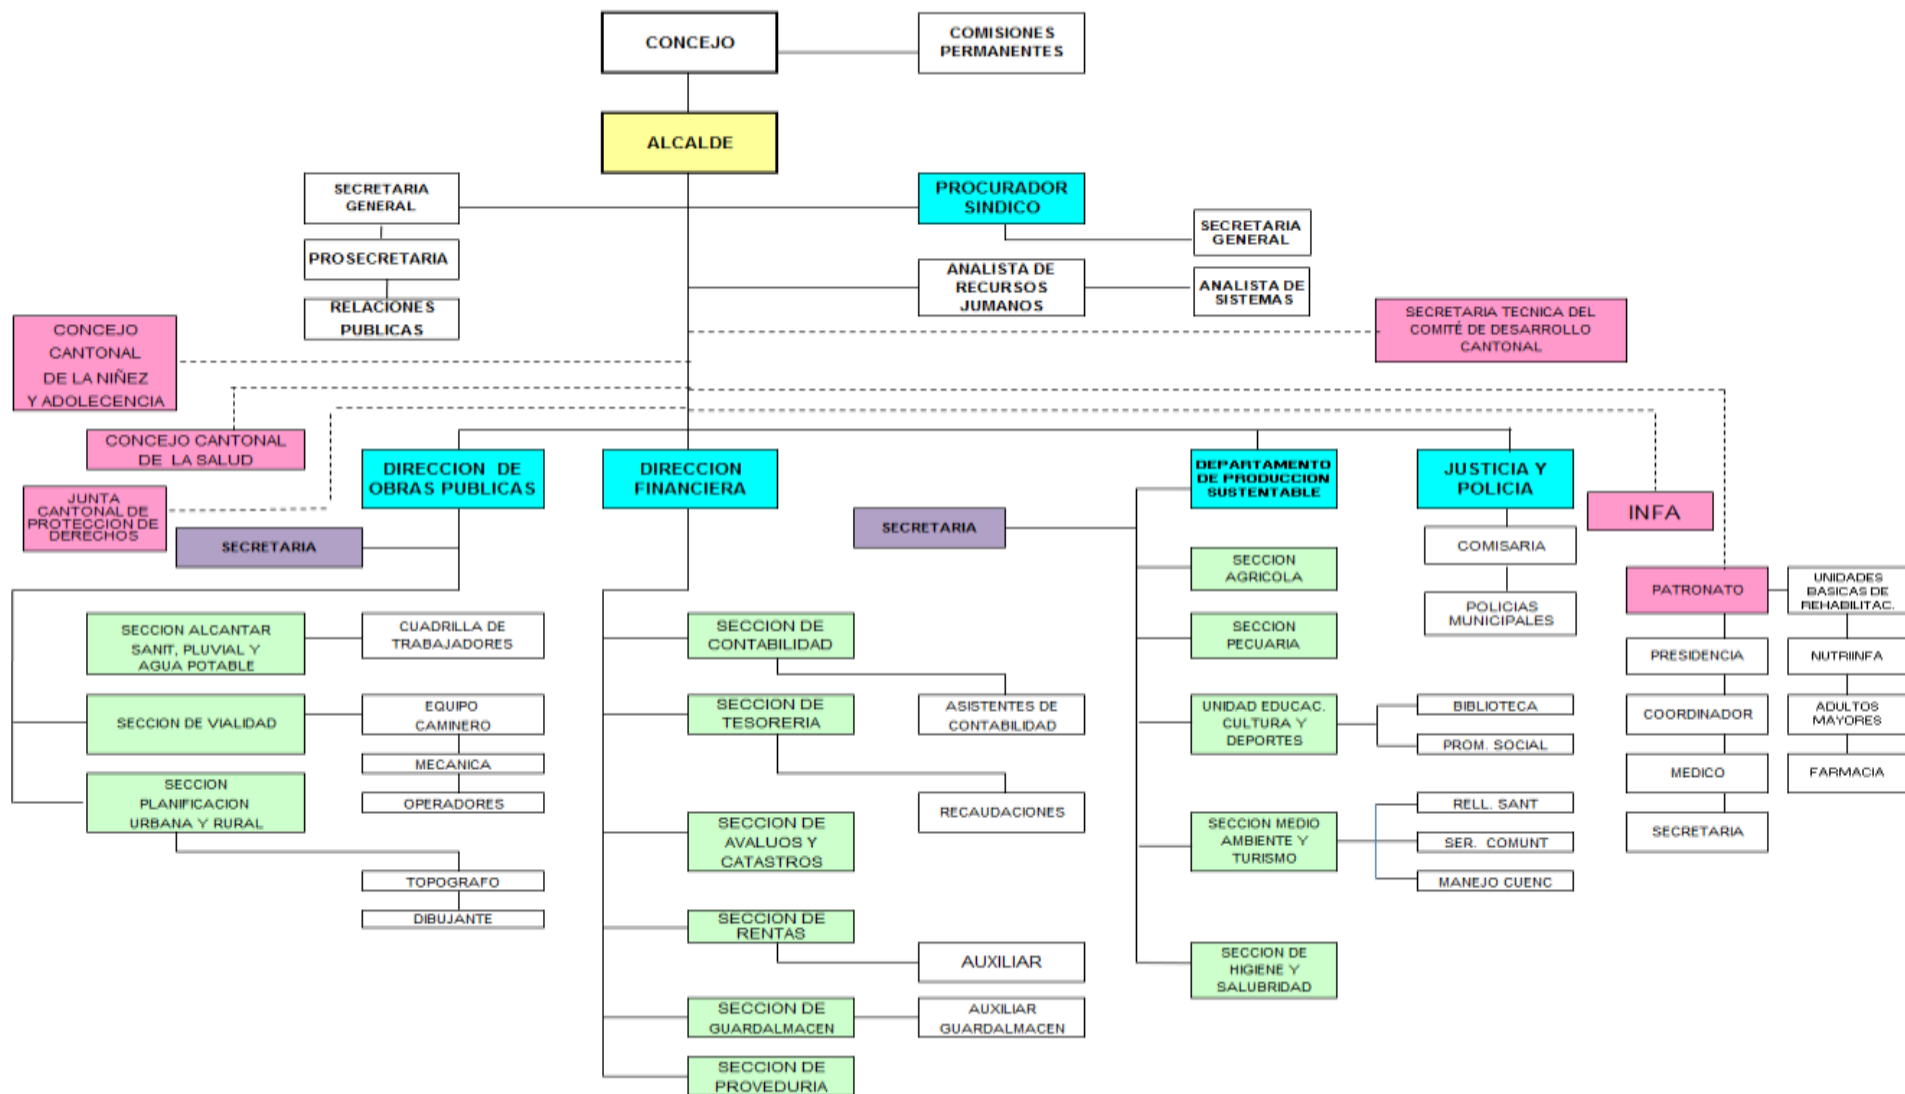 CONCEJO
COMISIONES
PERMANENTES
ALCALDE
SECRETARIA
GENERAL
PROCURADOR
SINDICO
SECRETARIA
GENERAL
PROSECRETARIA
ANALISTA DE
RECURSOS
JUMANOS
ANALISTA DE
SISTEMAS
RELACIONES
PUBLICAS
SECRETARIA TECNICA DEL
COMITÉ DE DESARROLLO
CANTONAL
CONCEJO
CANTONAL
DE LA NIÑEZ
Y ADOLECENCIA
CONCEJO CANTONAL
DE LA SALUD
JUNTA
CANTONAL DE
PROTECCION DE
DERECHOS
DIRECCION DE
OBRAS PUBLICAS
DIRECCION
FINANCIERA
DEPARTAMENTO
DE PRODUCCION
SUSTENTABLE
JUSTICIA Y
POLICIA
INFA
SECRETARIA
SECRETARIA
COMISARIA
POLICIAS
MUNICIPALES
PATRONATO
UNIDADES
BASICAS DE
REHABILITAC.
PRESIDENCIA
NUTRIINFA
COORDINADOR
ADULTOS
MAYORES
MEDICO
FARMACIA
SECRETARIA
SECCION ALCANTAR
SANIT, PLUVIAL Y
AGUA POTABLE
CUADRILLA DE
TRABAJADORES
SECCION DE VIALIDAD
EQUIPO
CAMINERO
MECANICA
OPERADORES
SECCION
PLANIFICACION
URBANA Y RURAL
TOPOGRAFO
DIBUJANTE
SECCION DE
CONTABILIDAD
ASISTENTES DE
CONTABILIDAD
SECCION DE
TESORERIA
RECAUDACIONES
SECCION DE
AVALUOS Y
CATASTROS
SECCION DE
RENTAS
AUXILIAR
SECCION DE
GUARDALMACEN
AUXILIAR
GUARDALMACEN
SECCION DE
PROVEDURIA
SECCION
AGRICOLA
SECCION
PECUARIA
UNIDAD EDUCAC.
CULTURA Y
DEPORTES
BIBLIOTECA
PROM. SOCIAL
SECCION MEDIO
AMBIENTE Y
TURISMO
RELL. SANT
SER. COMUNT
MANEJO CUENC
SECCION DE
HIGIENE Y
SALUBRIDAD